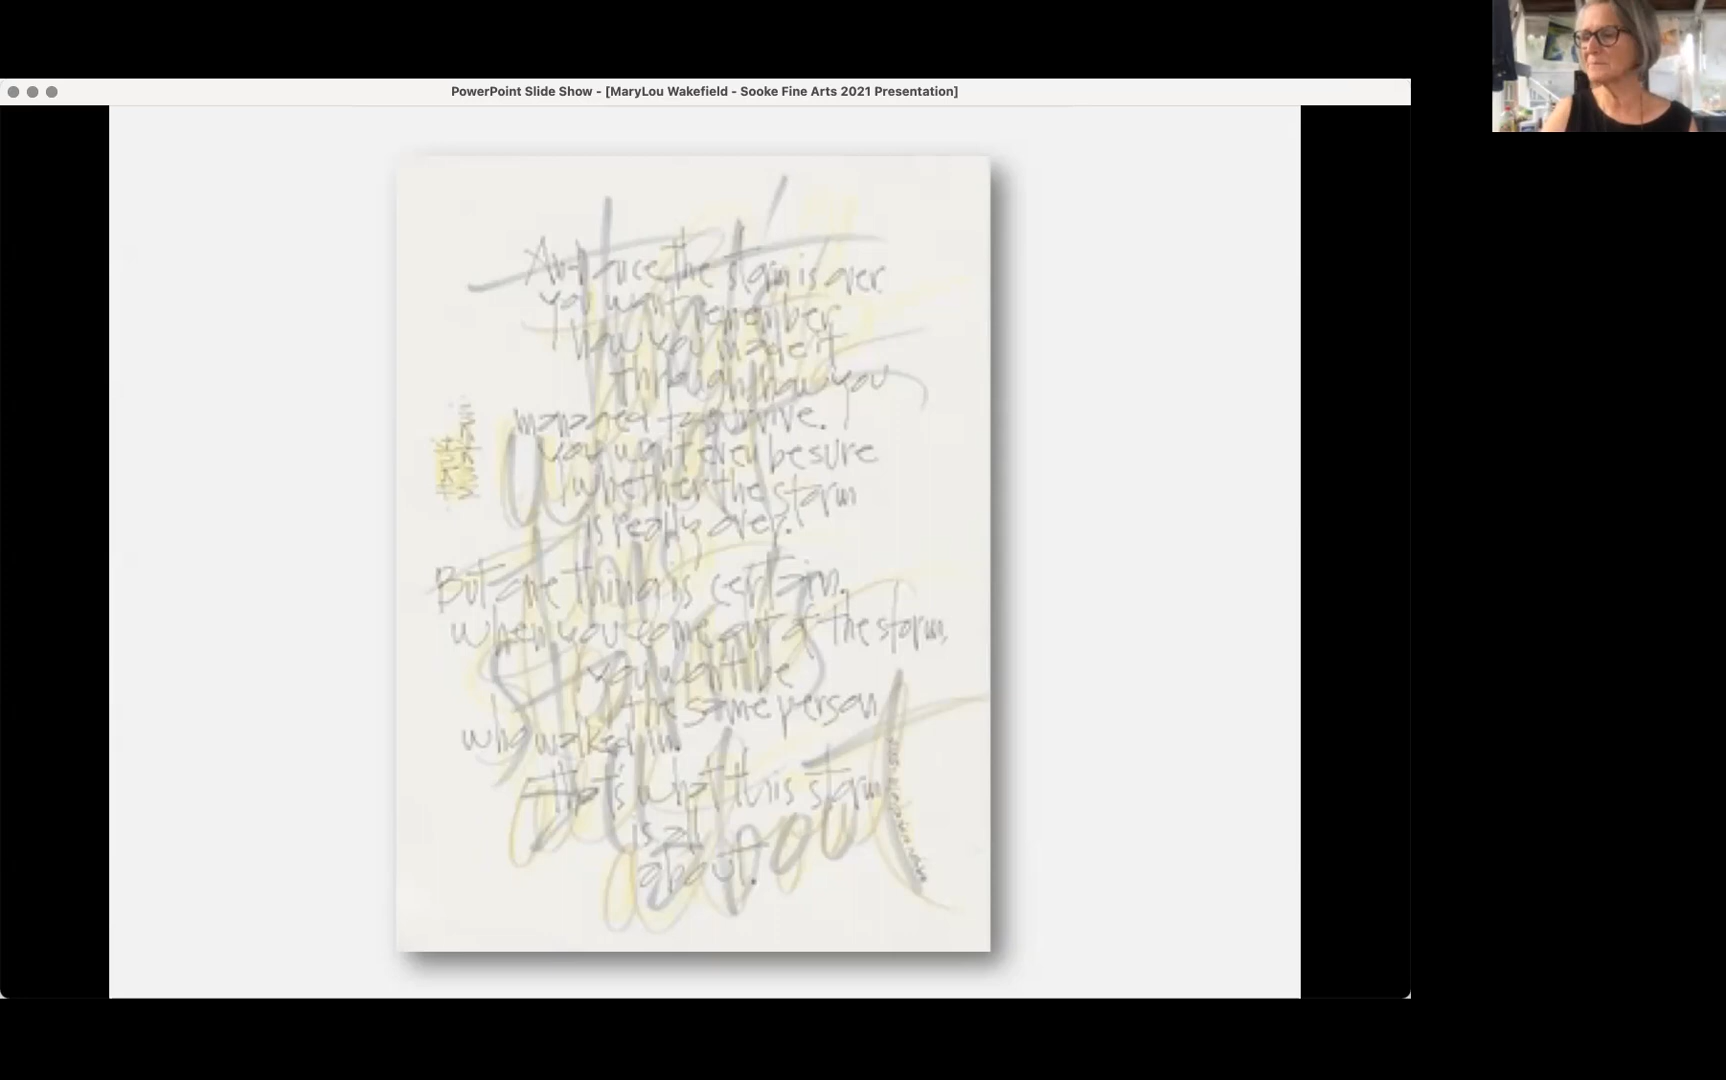 PowerPoint Slide Show - [MaryLou Wakefield - Sooke Fine Arts 2021 Presentation]
And once the storm is over
you won't remember
how you made it
through, how you
managed to survive.
You won't even be sure
whether the storm
is really over.
But one thing is certain.
When you come out of the storm,
you won't be
the same person
who walked in.
That's what this storm
is all
about.